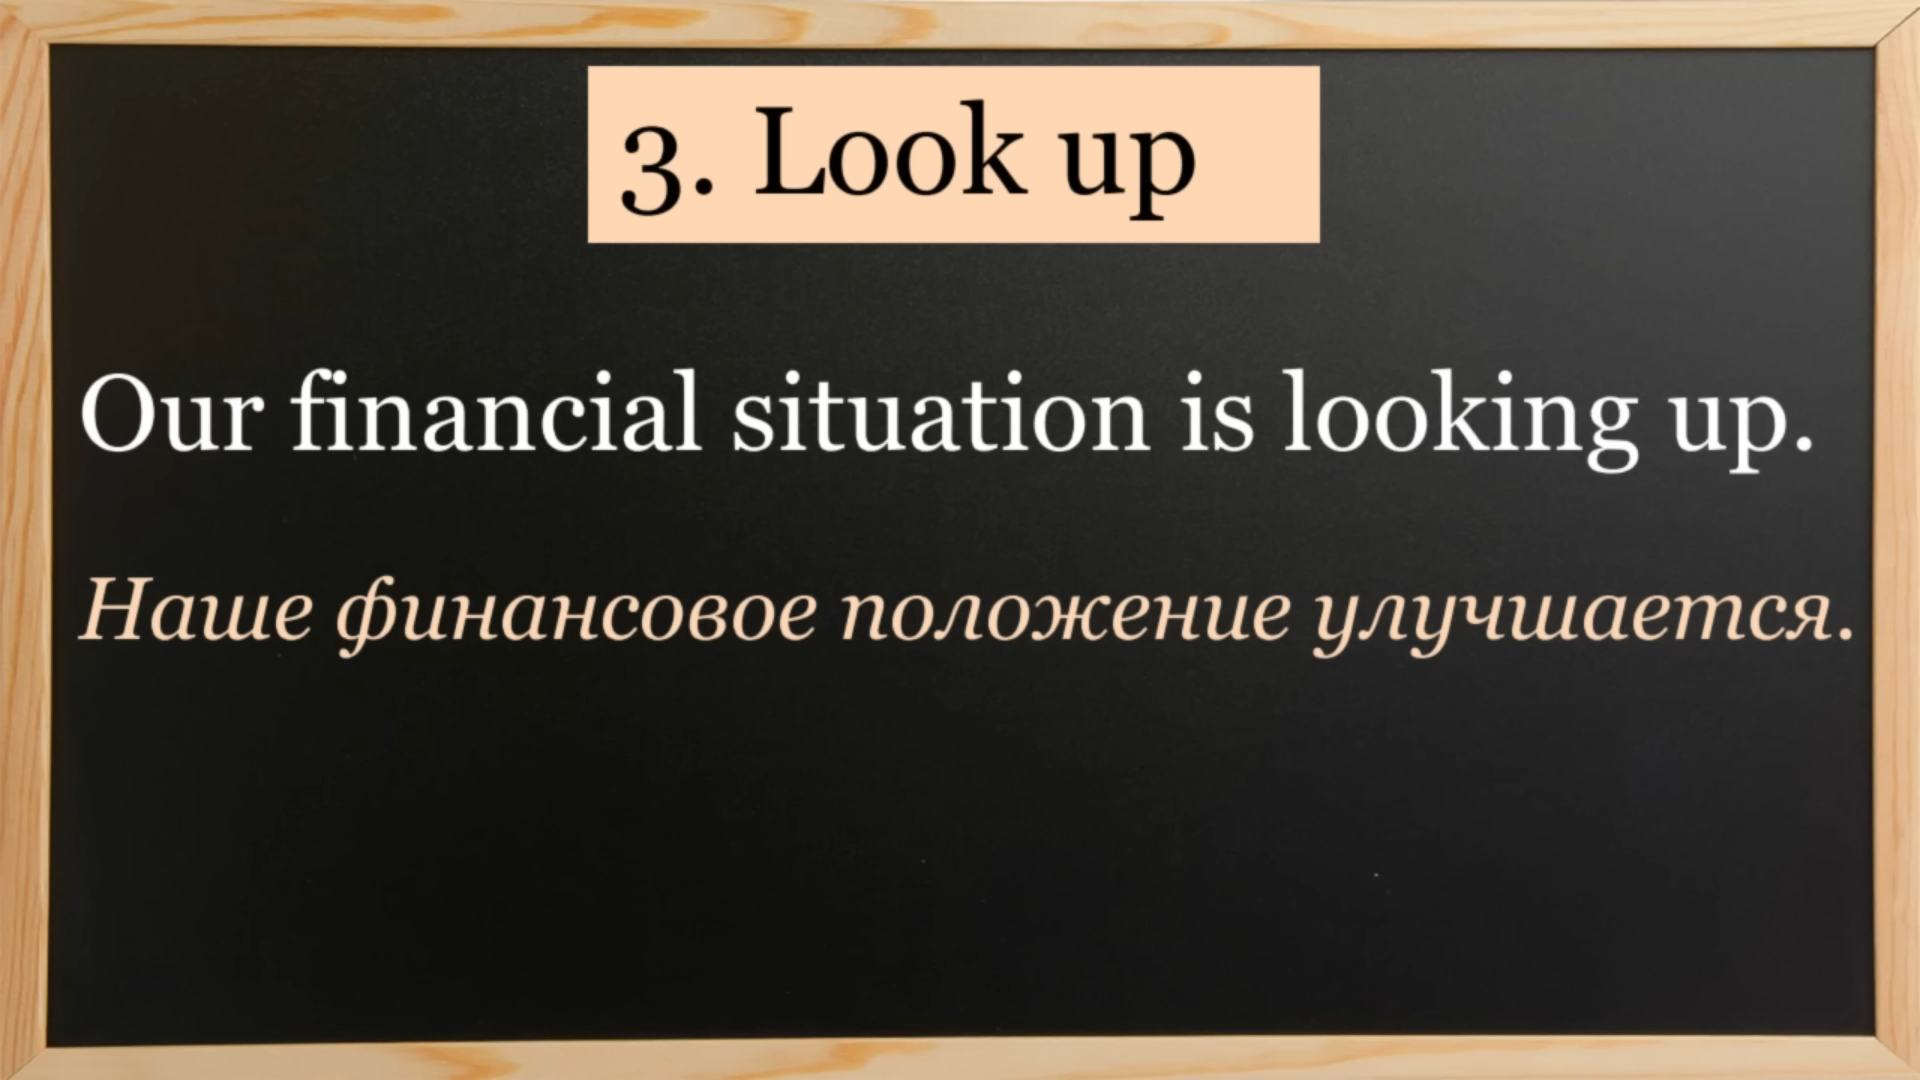 3. Look up
Our financial situation is looking up.
Наше финансовое положение улучшается.